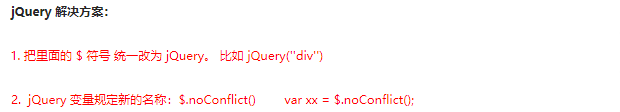 jQuery 解决方案：
1. 把里面的 $ 符号 统一改为 jQuery。 比如 jQuery(''div'')
2. jQuery 变量规定新的名称：$.noConflict() var xx = $.noConflict();